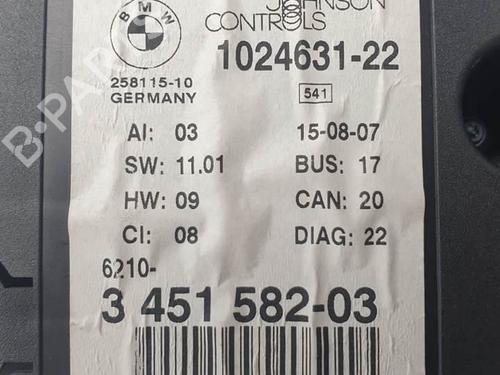 BMW
JOHNSON
CONTROLS
1024631-22
258115-10
GERMANY
541
AI: 03
15-08-07
SW: 11.01
BUS: 17
HW: 09
CAN: 20
CI: 08
DIAG: 22
6210-
3 451 582-03
B-PARTS